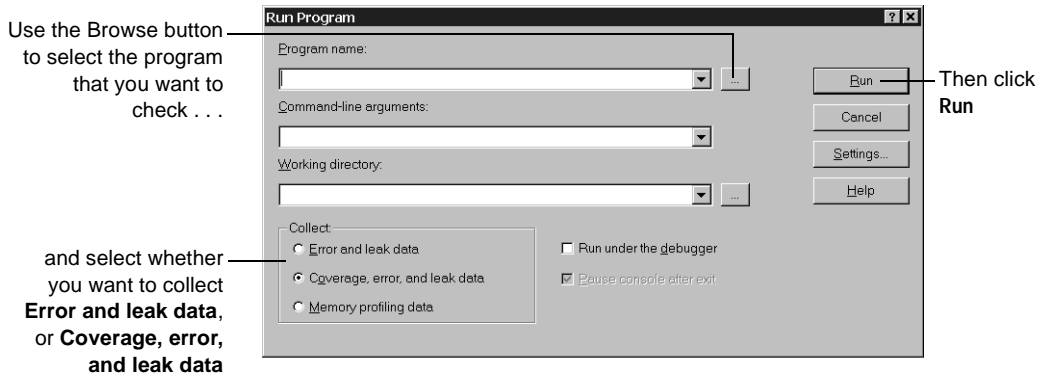 Use the Browse button
to select the program
that you want to
check . . .
and select whether
you want to collect
Error and leak data,
or Coverage, error,
and leak data
Run Program
Program name:
...
Command-line arguments:
Working directory:
...
Collect:
Error and leak data
Coverage, error, and leak data
Memory profiling data
Run under the debugger
Pause console after exit
Run
Cancel
Settings...
Help
Then click
Run